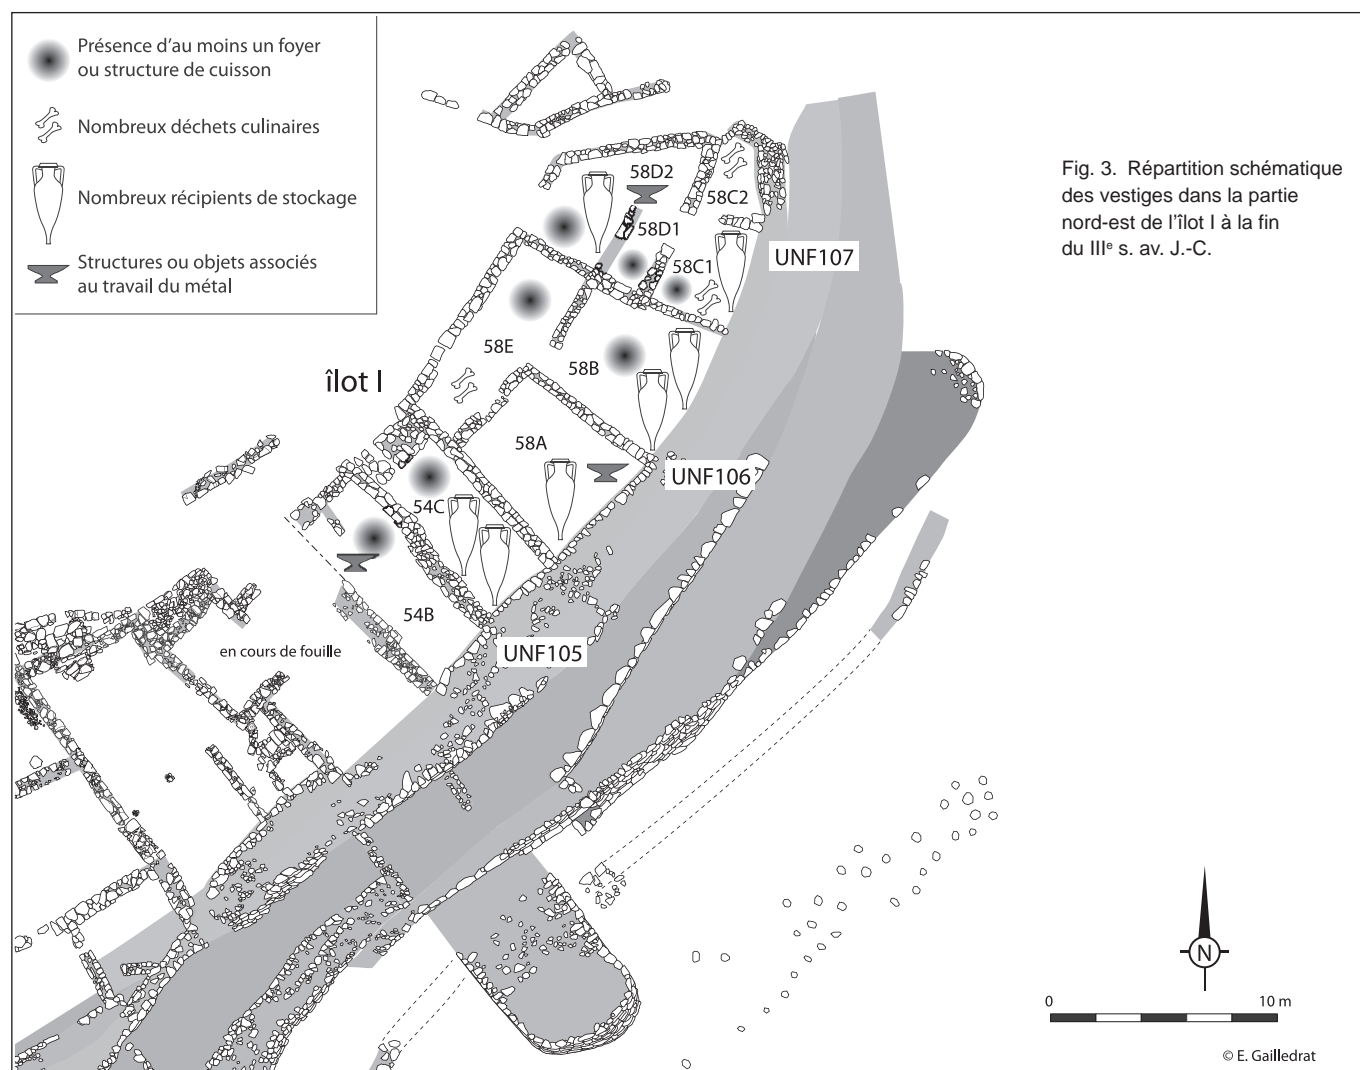 Présence d'au moins un foyer
ou structure de cuisson
Nombreux déchets culinaires
Nombreux récipients de stockage
Structures ou objets associés
au travail du métal
Fig. 3. Répartition schématique
des vestiges dans la partie
nord-est de l'îlot I à la fin
du IIIe s. av. J.-C.
58D2
58C2
58D1
58C1
UNF107
58E
58B
îlot I
58A
UNF106
54C
54B
UNF105
en cours de fouille
N
0 10 m
© E. Gailledrat